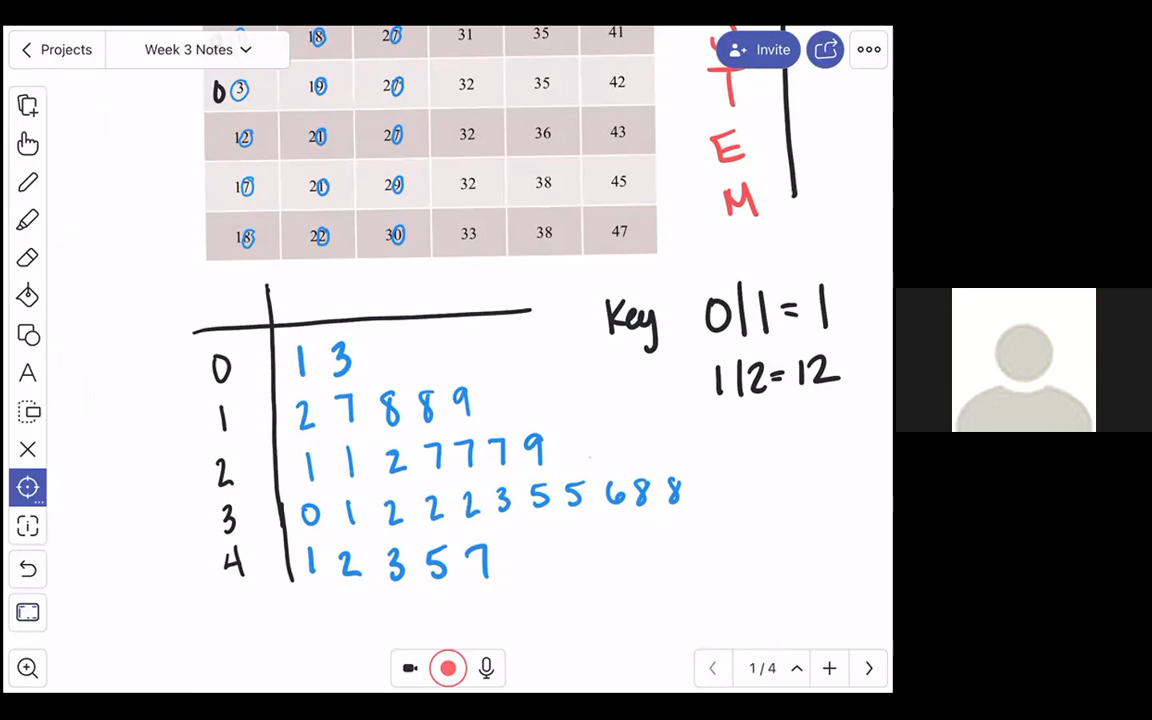 Projects
Week 3 Notes
Invite
18 27 31 35 41
0 3 19 27 32 35 42
12 21 27 32 36 43
17 21 29 32 38 45
18 22 30 33 38 47
T
E
M
Key 0|1 = 1
1|2 = 12
0 | 1 3
1 | 2 7 8 8 9
2 | 1 1 2 7 7 7 9
3 | 0 1 2 2 2 3 5 5 6 8 8
4 | 1 2 3 5 7
A
1 / 4